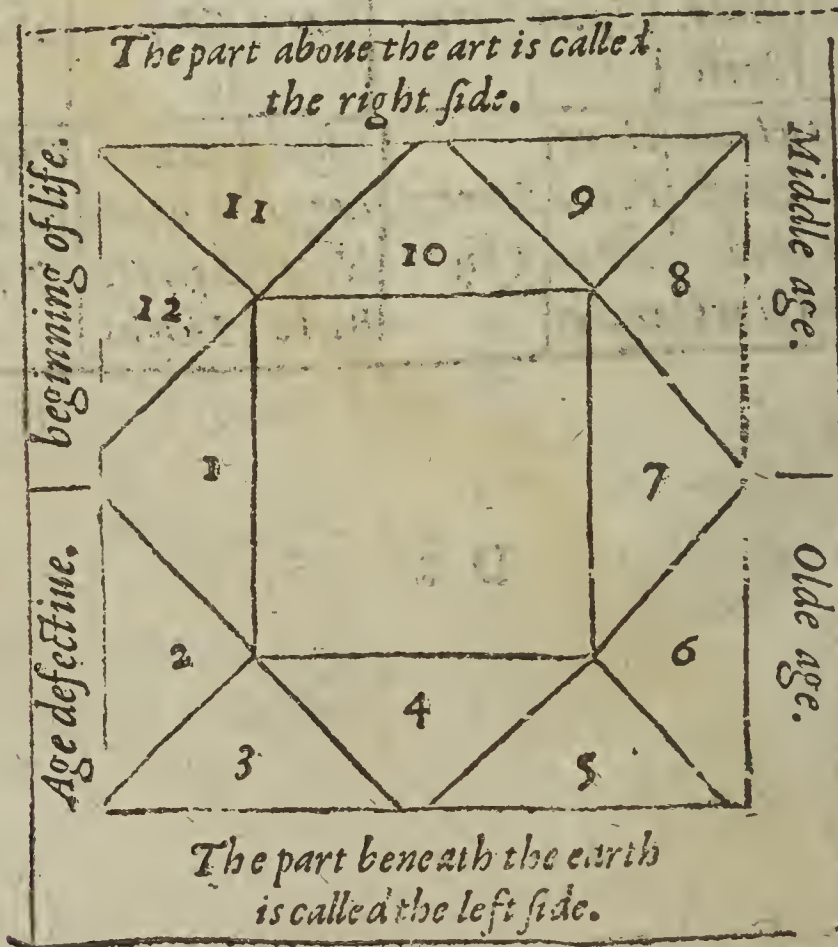 The part aboue the art is called
the right ſide.
beginning of life.
Middle age.
11
9
10
8
12
1
7
Age defectiue.
Olde age.
2
6
4
3
5
The part beneath the earth
is called the left ſide.